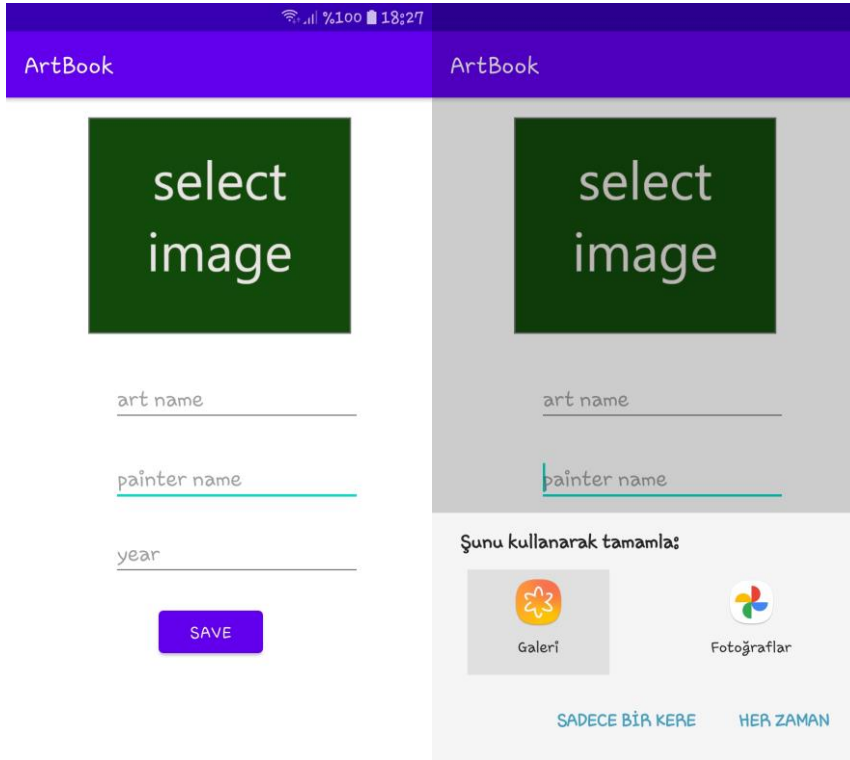 %100 18:27
ArtBook
select
image
art name
painter name
year
SAVE
ArtBook
select
image
art name
painter name
Şunu kullanarak tamamla:
Galeri
Fotoğraflar
SADECE BİR KERE
HER ZAMAN